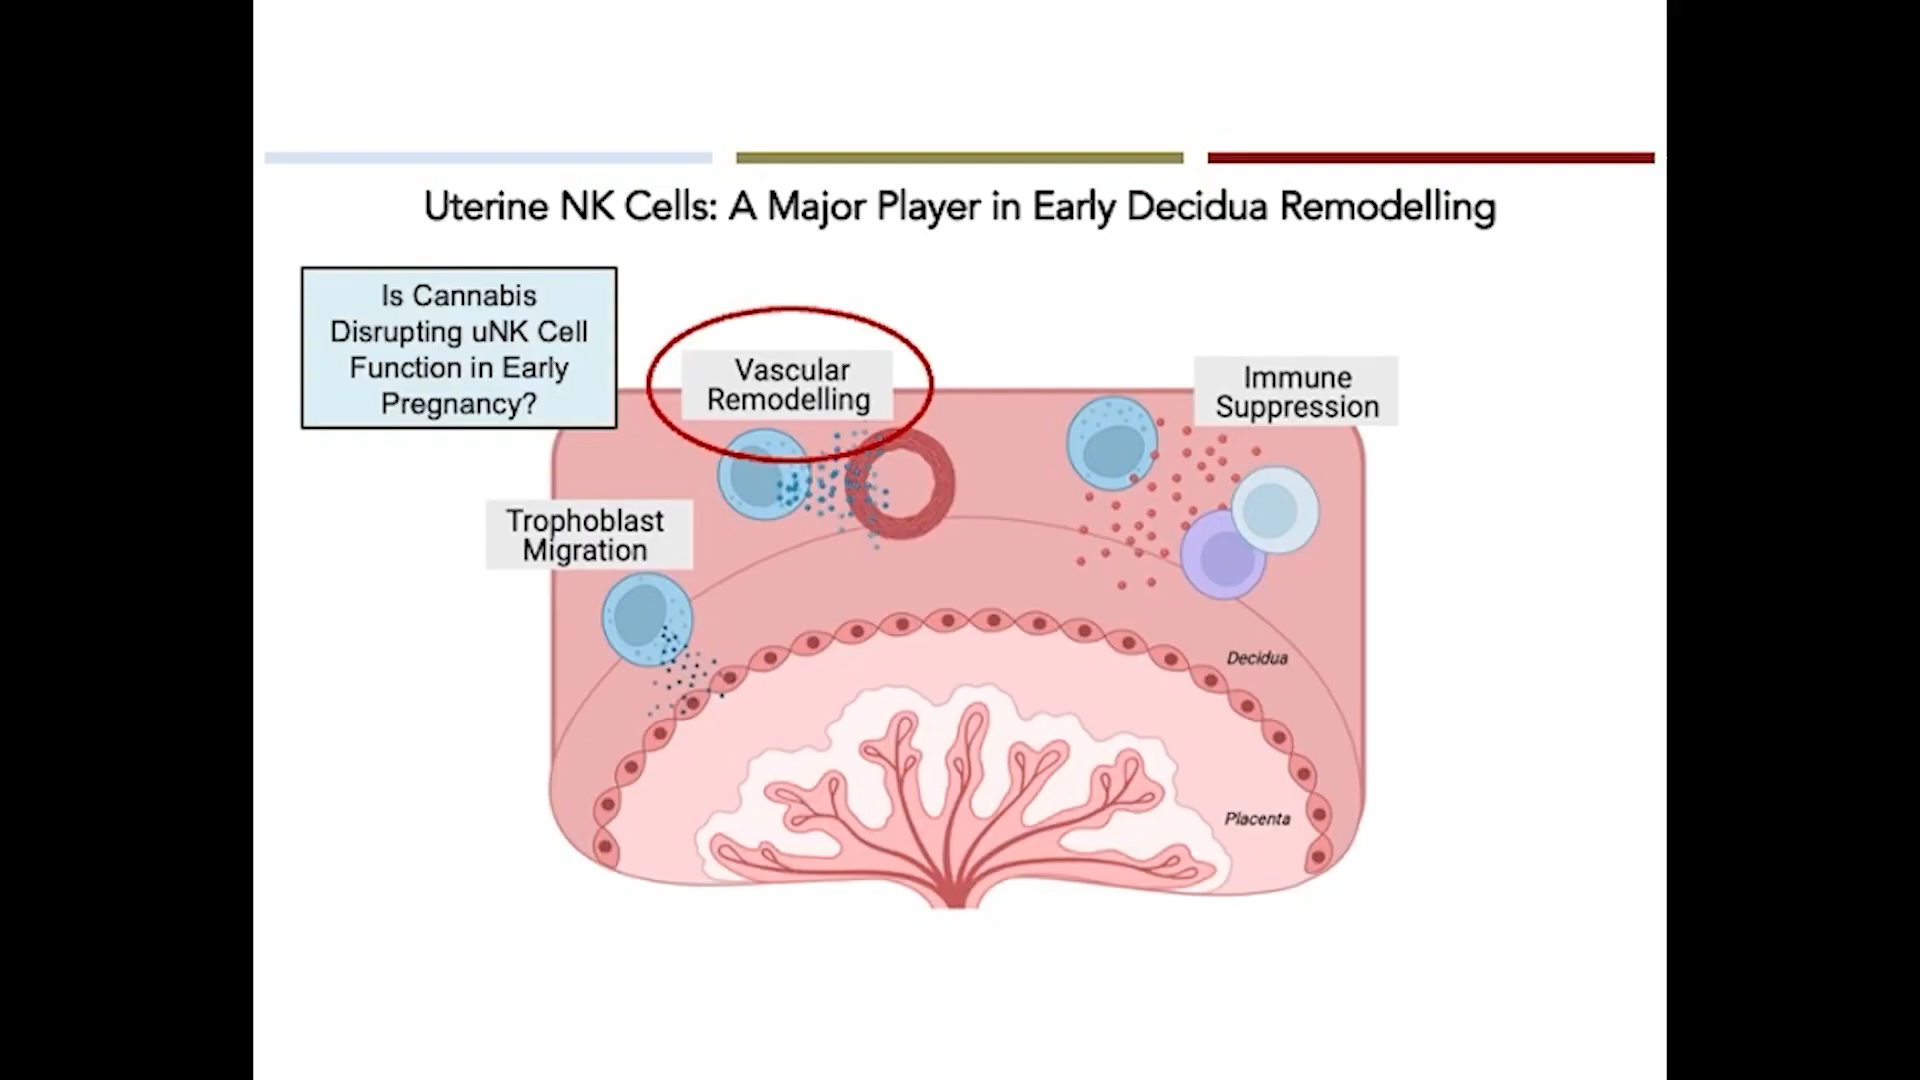 Uterine NK Cells: A Major Player in Early Decidua Remodelling
Is Cannabis
Disrupting uNK Cell
Function in Early
Pregnancy?
Vascular
Remodelling
Immune
Suppression
Trophoblast
Migration
Decidua
Placenta